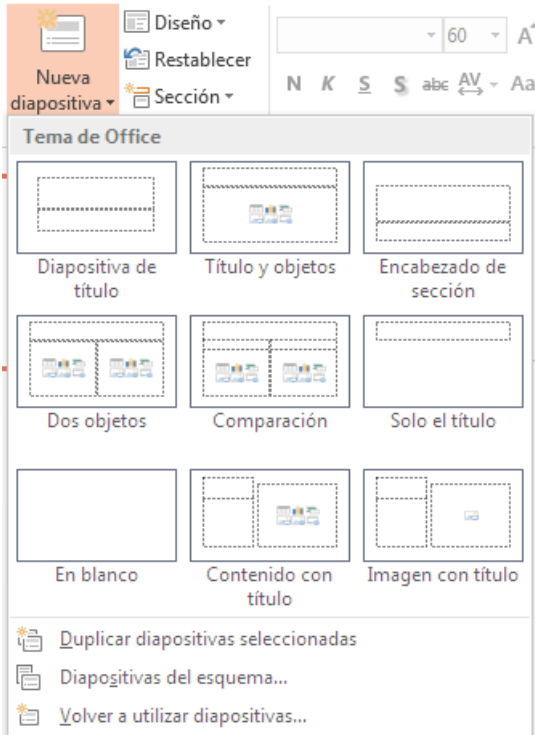 Nueva
diapositiva
Diseño
Restablecer
Sección
60 A
N K S S abc AV Aa
Tema de Office
Diapositiva de
título
Título y objetos
Encabezado de
sección
Dos objetos
Comparación
Solo el título
En blanco
Contenido con
título
Imagen con título
Duplicar diapositivas seleccionadas
Diapositivas del esquema...
Volver a utilizar diapositivas...